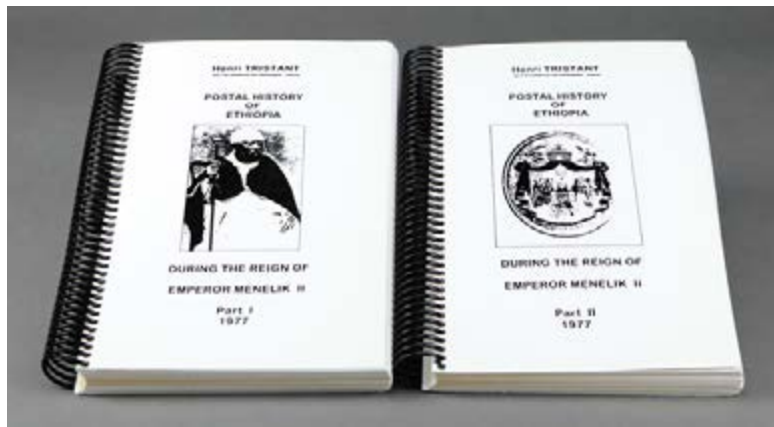 Henri TRISTANT
POSTAL HISTORY
OF
ETHIOPIA
DURING THE REIGN OF
EMPEROR MENELIK II
Part I
1977
Henri TRISTANT
POSTAL HISTORY
OF
ETHIOPIA
DURING THE REIGN OF
EMPEROR MENELIK II
Part II
1977